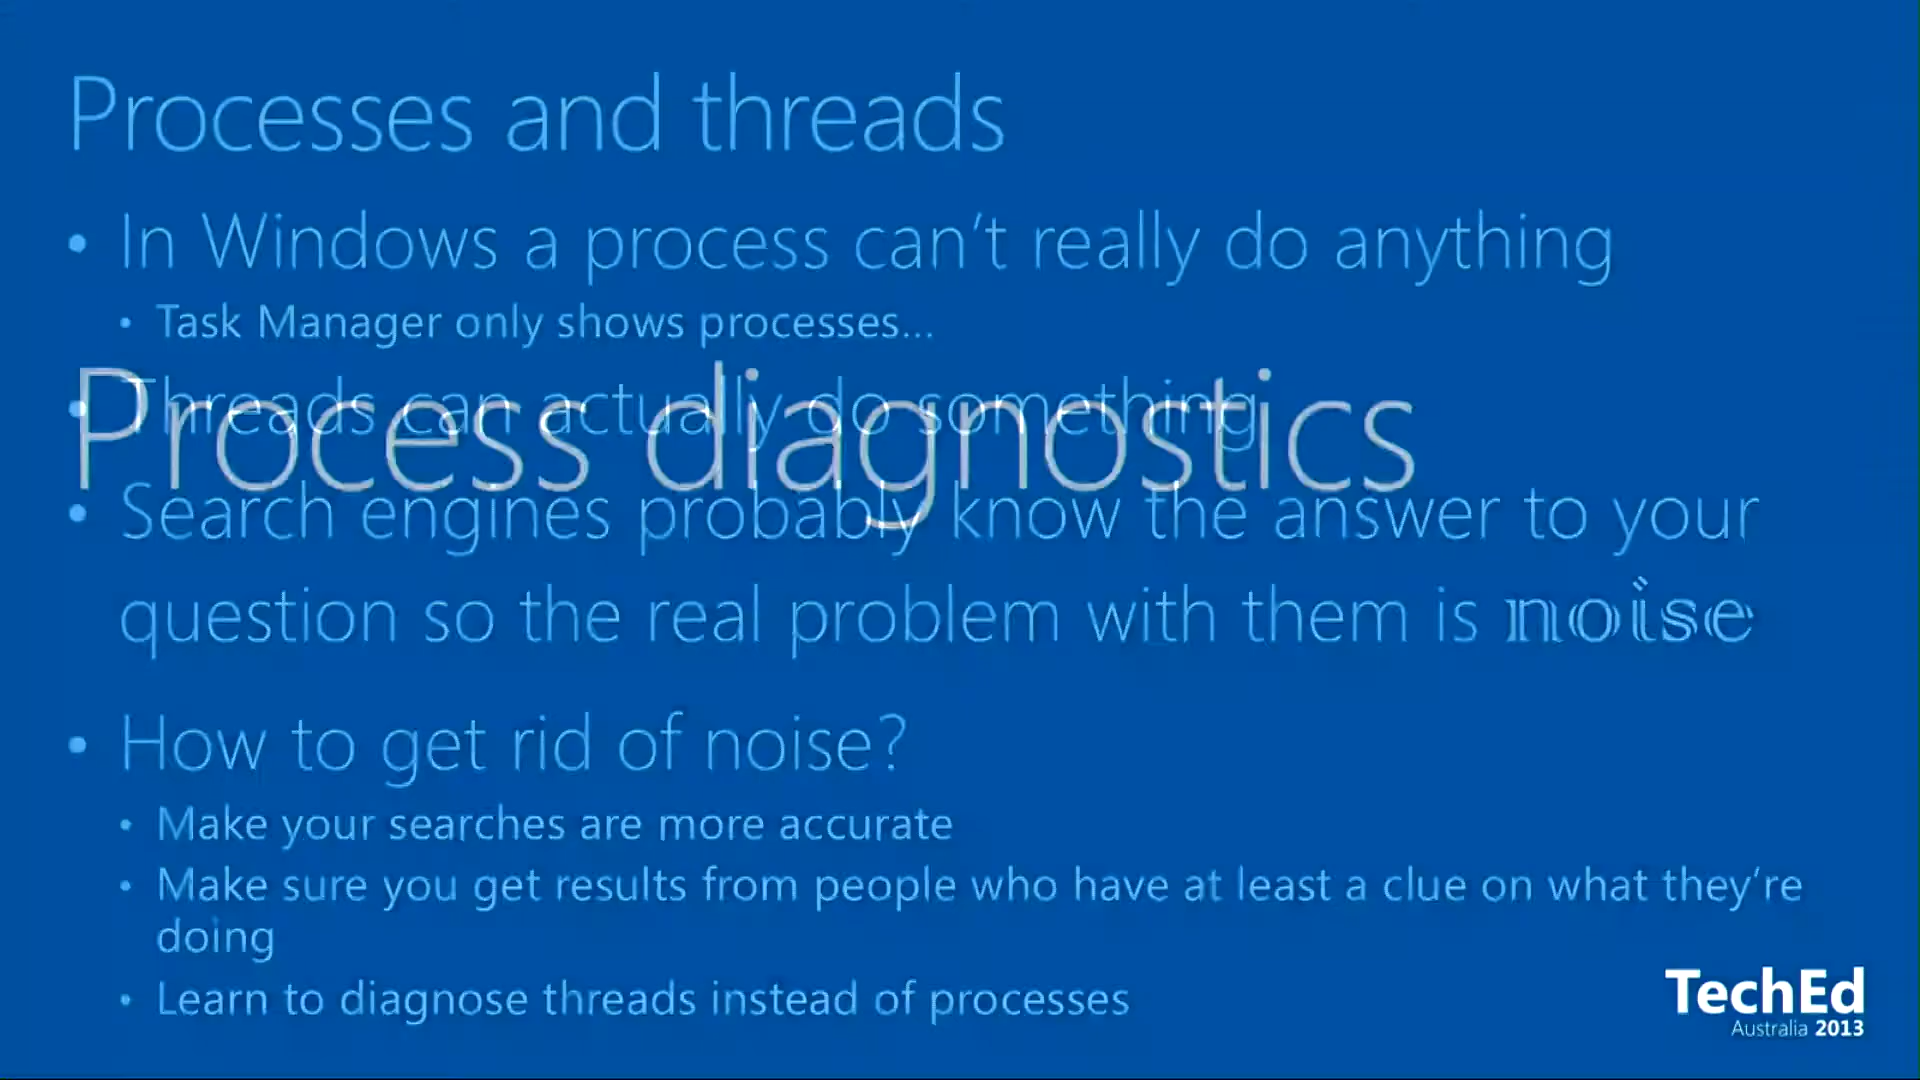 Processes and threads
• In Windows a process can't really do anything
• Task Manager only shows processes...
• Threads can actually do something
Process diagnostics
• Search engines probably know the answer to your
question so the real problem with them is noise
• How to get rid of noise?
• Make your searches are more accurate
• Make sure you get results from people who have at least a clue on what they're
doing
• Learn to diagnose threads instead of processes
TechEd
Australia 2013